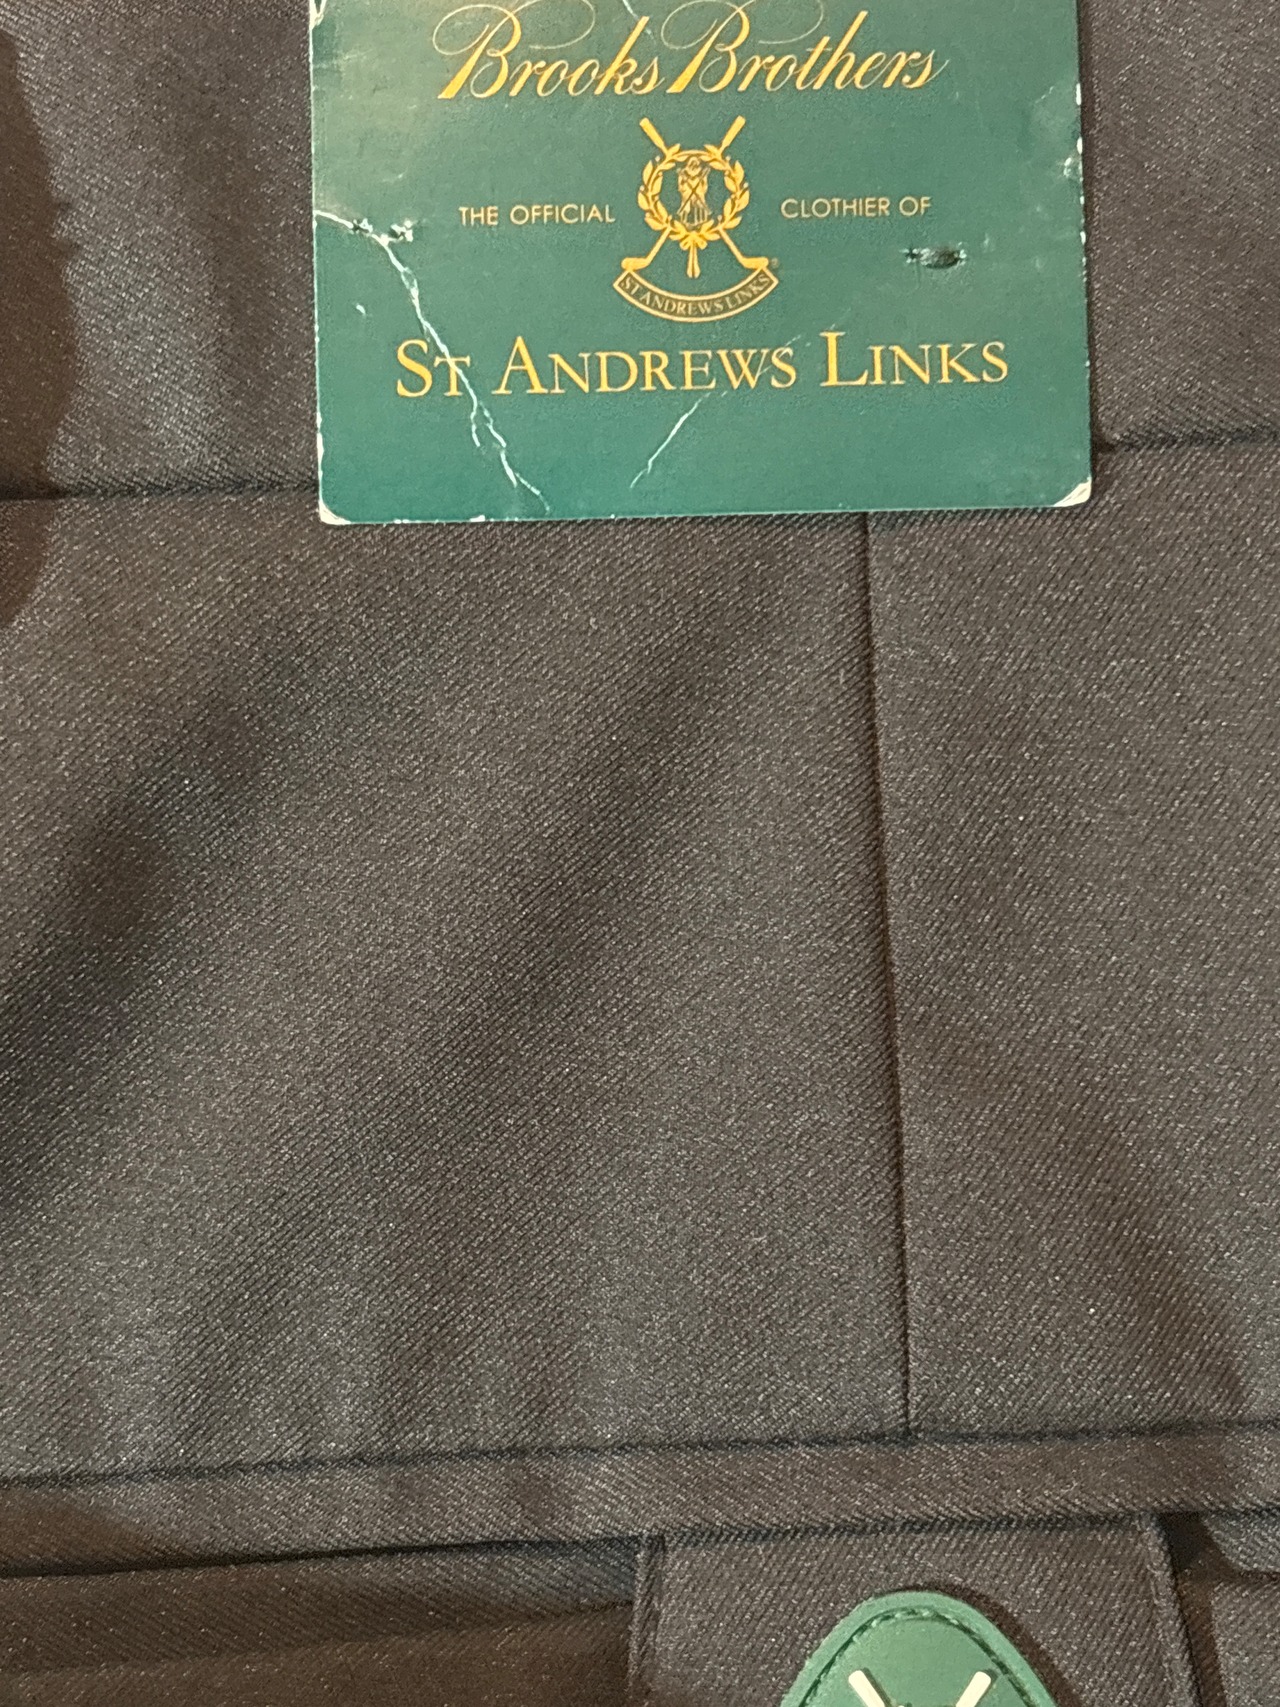 Brooks Brothers
THE OFFICIAL CLOTHIER OF
ST ANDREWS LINKS
ST ANDREWS LINKS